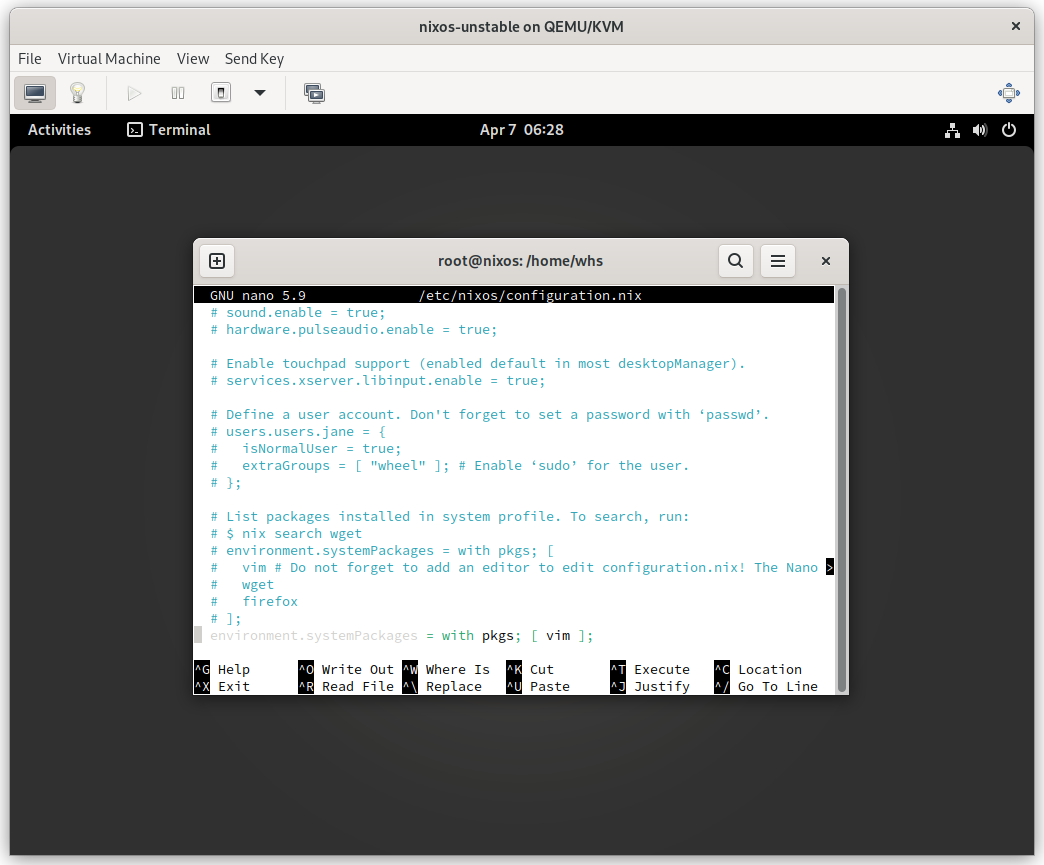 nixos-unstable on QEMU/KVM ×
File Virtual Machine View Send Key
Activities Terminal Apr 7 06:28
root@nixos: /home/whs ×
GNU nano 5.9 /etc/nixos/configuration.nix
# sound.enable = true;
# hardware.pulseaudio.enable = true;
# Enable touchpad support (enabled default in most desktopManager).
# services.xserver.libinput.enable = true;
# Define a user account. Don't forget to set a password with ‘passwd’.
# users.users.jane = {
#   isNormalUser = true;
#   extraGroups = [ "wheel" ]; # Enable ‘sudo’ for the user.
# };
# List packages installed in system profile. To search, run:
# $ nix search wget
# environment.systemPackages = with pkgs; [
#   vim # Do not forget to add an editor to edit configuration.nix! The Nano >
#   wget
#   firefox
# ];
environment.systemPackages = with pkgs; [ vim ];
^G Help ^O Write Out ^W Where Is ^K Cut ^T Execute ^C Location
^X Exit ^R Read File ^\ Replace ^U Paste ^J Justify ^/ Go To Line